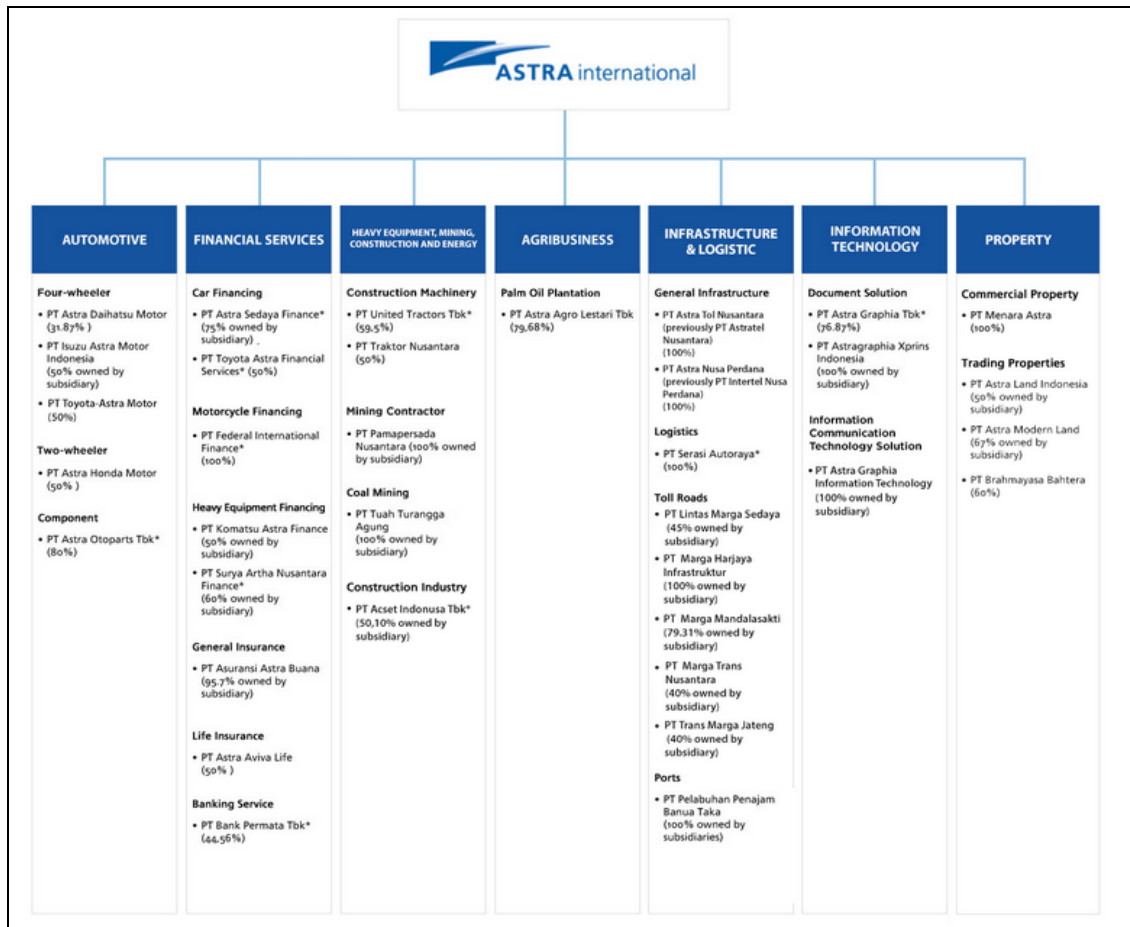 ASTRA international
AUTOMOTIVE
Four-wheeler
• PT Astra Daihatsu Motor
(31.87% )
• PT Isuzu Astra Motor
Indonesia
(50% owned by
subsidiary)
• PT Toyota-Astra Motor
(50%)
Two-wheeler
• PT Astra Honda Motor
(50% )
Component
• PT Astra Otoparts Tbk*
(80%)
FINANCIAL SERVICES
Car Financing
• PT Astra Sedaya Finance*
(75% owned by
subsidiary) .
• PT Toyota Astra Financial
Services* (50%)
Motorcycle Financing
• PT Federal International
Finance*
(100%)
Heavy Equipment Financing
• PT Komatsu Astra Finance
(50% owned by
subsidiary)
• PT Surya Artha Nusantara
Finance*
(60% owned by
subsidiary)
General Insurance
• PT Asuransi Astra Buana
(95.7% owned by
subsidiary)
Life Insurance
• PT Astra Aviva Life
(50% )
Banking Service
• PT Bank Permata Tbk*
(44,56%)
HEAVY EQUIPMENT, MINING,
CONSTRUCTION AND ENERGY
Construction Machinery
• PT United Tractors Tbk*
(59,5%)
• PT Traktor Nusantara
(50%)
Mining Contractor
• PT Pamapersada
Nusantara (100% owned
by subsidiary)
Coal Mining
• PT Tuah Turangga
Agung
(100% owned by
subsidiary)
Construction Industry
• PT Acset Indonusa Tbk*
(50,10% owned by
subsidiary)
AGRIBUSINESS
Palm Oil Plantation
• PT Astra Agro Lestari Tbk
(79,68%)
INFRASTRUCTURE
& LOGISTIC
General Infrastructure
• PT Astra Tol Nusantara
(previously PT Astratel
Nusantara)
(100%)
• PT Astra Nusa Perdana
(previously PT Intertel Nusa
Perdana)
(100%)
Logistics
• PT Serasi Autoraya*
(100%)
Toll Roads
• PT Lintas Marga Sedaya
(45% owned by
subsidiary)
• PT Marga Harjaya
Infrastruktur
(100% owned by
subsidiary)
• PT Marga Mandalasakti
(79.31% owned by
subsidiary)
• PT Marga Trans
Nusantara
(40% owned by
subsidiary)
• PT Trans Marga Jateng
(40% owned by
subsidiary)
Ports
• PT Pelabuhan Penajam
Banua Taka
(100% owned by
subsidiaries)
INFORMATION
TECHNOLOGY
Document Solution
• PT Astra Graphia Tbk*
(76.87%)
• PT Astragraphia Xprins
Indonesia
(100% owned by
subsidiary)
Information
Communication
Technology Solution
• PT Astra Graphia
Information Technology
(100% owned by
subsidiary)
PROPERTY
Commercial Property
• PT Menara Astra
(100%)
Trading Properties
• PT Astra Land Indonesia
(50% owned by
subsidiary)
• PT Astra Modern Land
(67% owned by
subsidiary)
• PT Brahmayasa Bahtera
(60%)